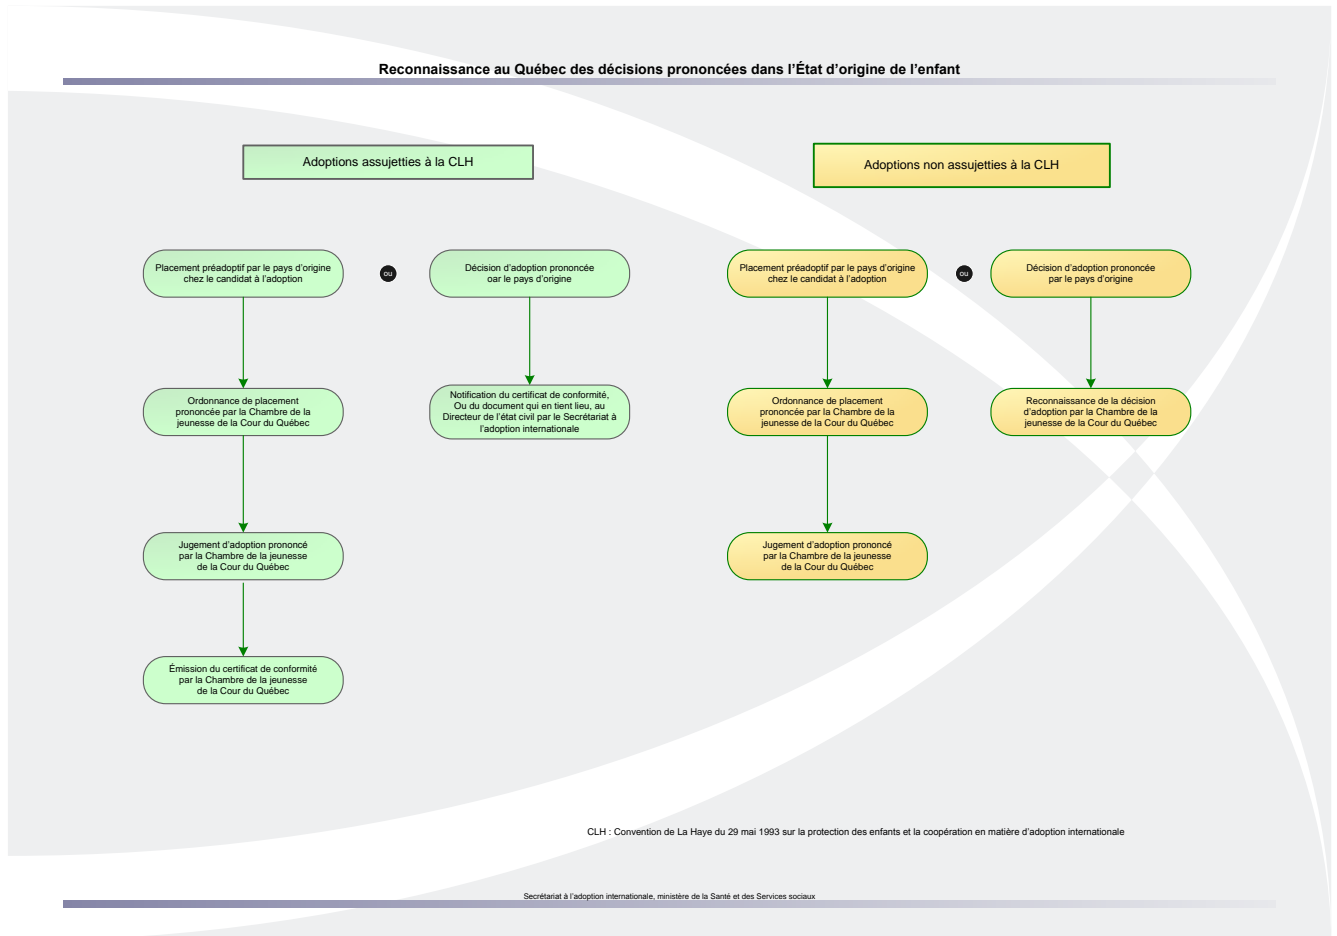 Reconnaissance au Québec des décisions prononcées dans l’État d’origine de l’enfant
Adoptions assujetties à la CLH
Placement préadoptif par le pays d’origine
chez le candidat à l’adoption
ou
Décision d’adoption prononcée
oar le pays d’origine
Ordonnance de placement
prononcée par la Chambre de la
jeunesse de la Cour du Québec
Notification du certificat de conformité,
Ou du document qui en tient lieu, au
Directeur de l’état civil par le Secrétariat à
l’adoption internationale
Jugement d’adoption prononcé
par la Chambre de la jeunesse
de la Cour du Québec
Émission du certificat de conformité
par la Chambre de la jeunesse
de la Cour du Québec
Adoptions non assujetties à la CLH
Placement préadoptif par le pays d’origine
chez le candidat à l’adoption
ou
Décision d’adoption prononcée
par le pays d’origine
Ordonnance de placement
prononcée par la Chambre de la
jeunesse de la Cour du Québec
Reconnaissance de la décision
d’adoption par la Chambre de la
jeunesse de la Cour du Québec
Jugement d’adoption prononcé
par la Chambre de la jeunesse
de la Cour du Québec
CLH : Convention de La Haye du 29 mai 1993 sur la protection des enfants et la coopération en matière d’adoption internationale
Secrétariat à l’adoption internationale, ministère de la Santé et des Services sociaux